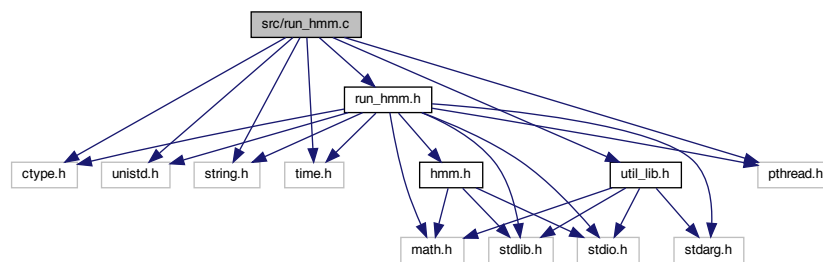 src/run_hmm.c
run_hmm.h
ctype.h
unistd.h
string.h
time.h
hmm.h
util_lib.h
pthread.h
math.h
stdlib.h
stdio.h
stdarg.h